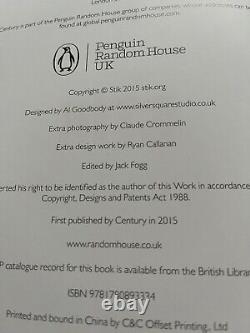 Century is part of the Penguin Random House group of companies
found at global.penguinrandomhouse.com.
Penguin
Random House
UK
Copyright © Stik 2015 stik.org
Designed by Al Goodbody at www.silversquarestudio.co.uk
Extra photography by Claude Crommelin
Extra design work by Ryan Callanan
Edited by Jack Fogg
erted his right to be identified as the author of this Work in accordance
Copyright, Designs and Patents Act 1988.
First published by Century in 2015
www.randomhouse.co.uk
P catalogue record for this book is available from the British Librar
ISBN 9781780893334
Printed and bound in China by C&C Offset Printing, Ltd